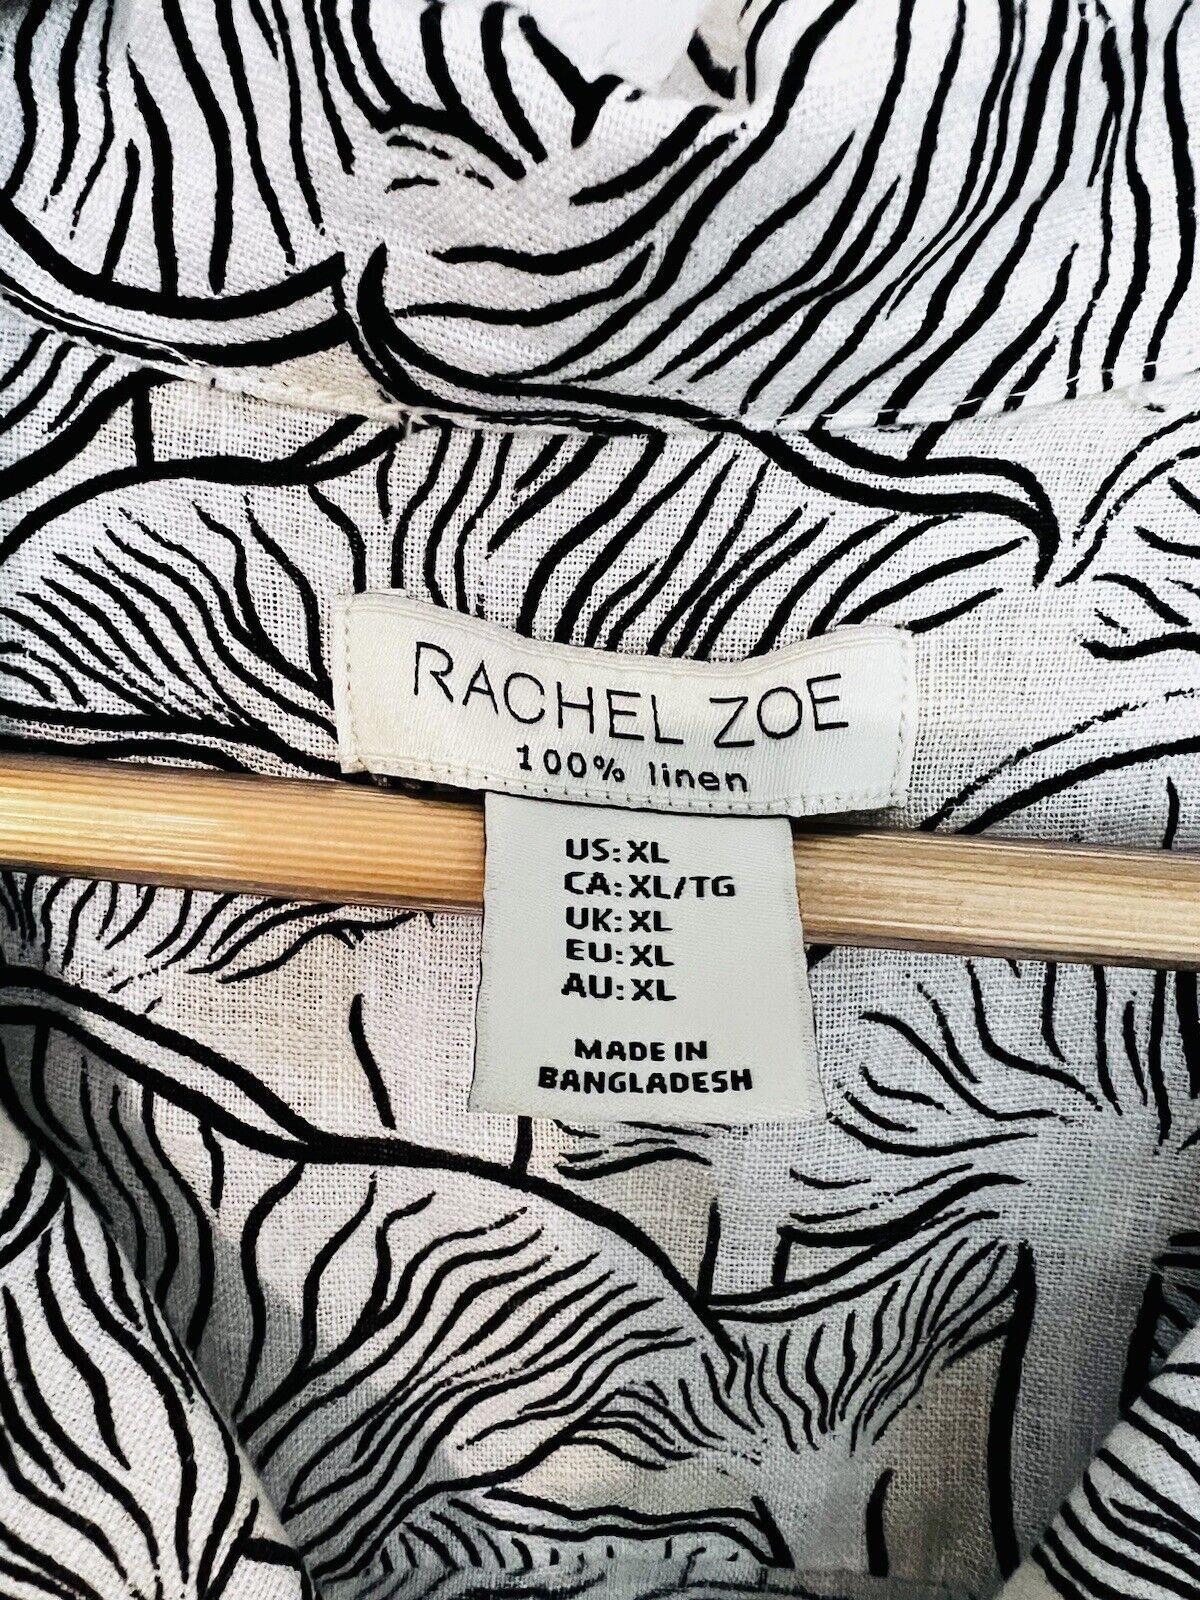 RACHEL ZOE
100% linen
US: XL
CA: XL/TG
UK: XL
EU: XL
AU: XL
MADE IN
BANGLADESH